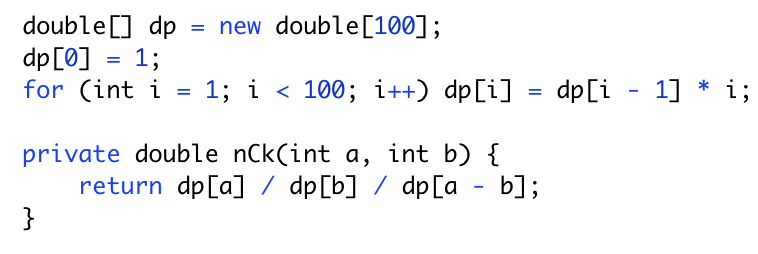 double[] dp = new double[100];
dp[0] = 1;
for (int i = 1; i < 100; i++) dp[i] = dp[i - 1] * i;

private double nCk(int a, int b) {
    return dp[a] / dp[b] / dp[a - b];
}